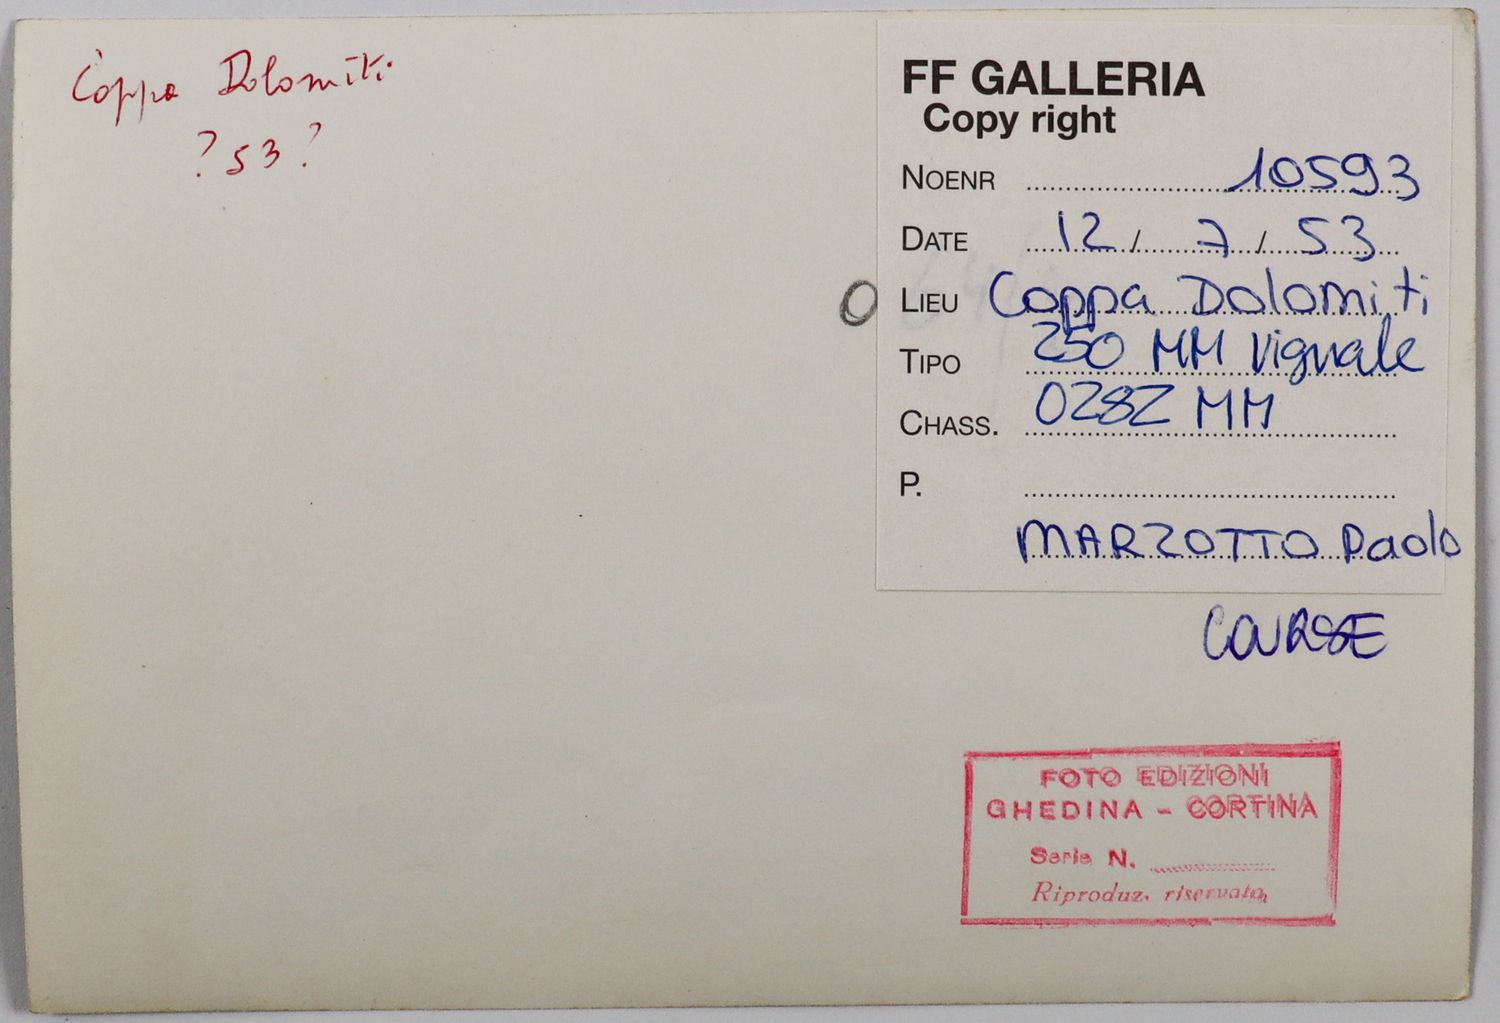 Coppa Dolomiti
? 53 ?
FF GALLERIA
Copy right
NOENR 10593
DATE 12 / 7 / 53
O
LIEU Coppa Dolomiti
TIPO 250 MM Vignale
CHASS. 0282 MM
P.
MARZOTTO Paolo
COURSE
FOTO EDIZIONI
GHEDINA - CORTINA
Serie N.
Riproduz. riservata